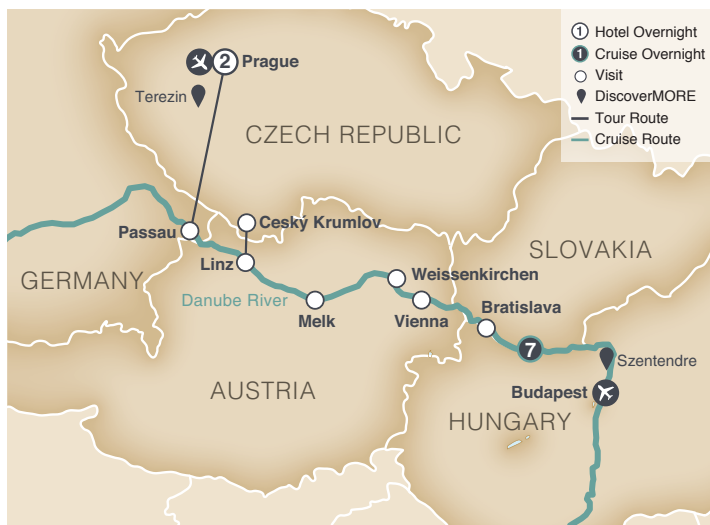 1 Hotel Overnight
1 Cruise Overnight
Visit
DiscoverMORE
Tour Route
Cruise Route
2 Prague
Terezin
CZECH REPUBLIC
Ceský Krumlov
Passau
SLOVAKIA
Linz
Weissenkirchen
GERMANY
Danube River
Bratislava
Melk
Vienna
7
Szentendre
AUSTRIA
Budapest
HUNGARY